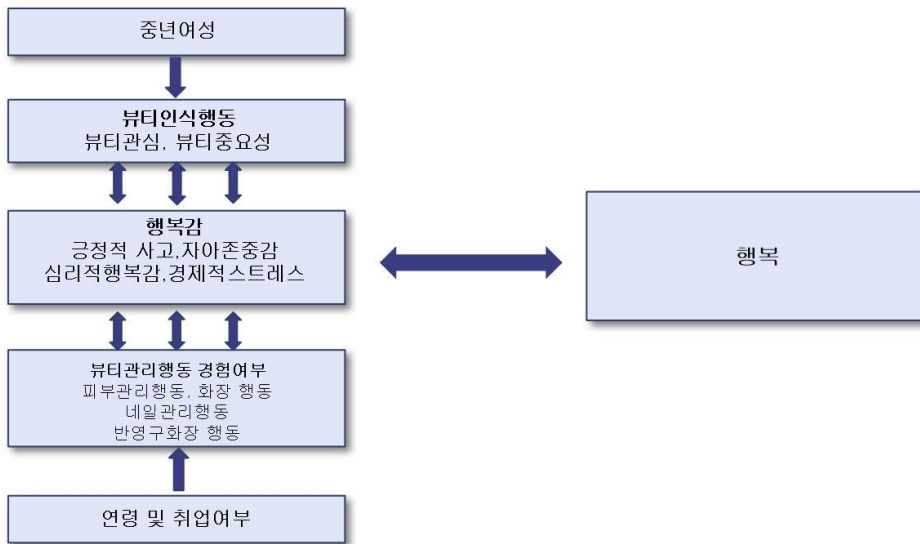 중년여성
뷰티인식행동
뷰티관심, 뷰티중요성
행복감
긍정적 사고,자아존중감
심리적행복감,경제적스트레스
행복
뷰티관리행동 경험여부
피부관리행동, 화장 행동
네일관리행동
반영구화장 행동
연령 및 취업여부